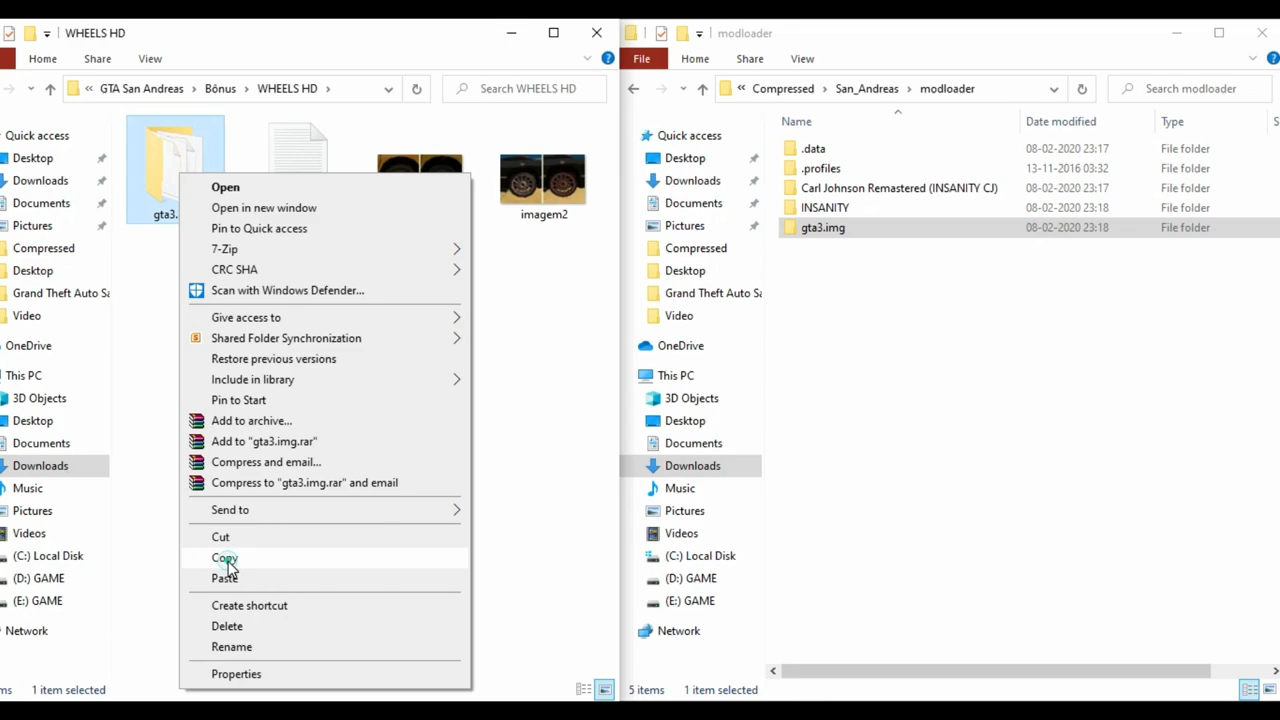 WHEELS HD
Home
Share
View
GTA San Andreas
Bônus
WHEELS HD
Search WHEELS HD
Quick access
Desktop
Downloads
Documents
Pictures
Compressed
Desktop
Grand Theft Auto Sa
Video
OneDrive
This PC
3D Objects
Desktop
Documents
Downloads
Music
Pictures
Videos
(C:) Local Disk
(D:) GAME
(E:) GAME
Network
gta3.
imagem2
Open
Open in new window
Pin to Quick access
7-Zip
CRC SHA
Scan with Windows Defender...
Give access to
Shared Folder Synchronization
Restore previous versions
Include in library
Pin to Start
Add to archive...
Add to "gta3.img.rar"
Compress and email...
Compress to "gta3.img.rar" and email
Send to
Cut
Copy
Paste
Create shortcut
Delete
Rename
Properties
ms
1 item selected
modloader
File
Home
Share
View
Compressed
San_Andreas
modloader
Search modloader
Quick access
Desktop
Downloads
Documents
Pictures
Compressed
Desktop
Grand Theft Auto Sa
Video
OneDrive
This PC
3D Objects
Desktop
Documents
Downloads
Music
Pictures
Videos
(C:) Local Disk
(D:) GAME
(E:) GAME
Network
Name Date modified Type S
.data 08-02-2020 23:17 File folder
.profiles 13-11-2016 03:32 File folder
Carl Johnson Remastered (INSANITY CJ) 08-02-2020 23:17 File folder
INSANITY 08-02-2020 23:18 File folder
gta3.img 08-02-2020 23:18 File folder
5 items 1 item selected